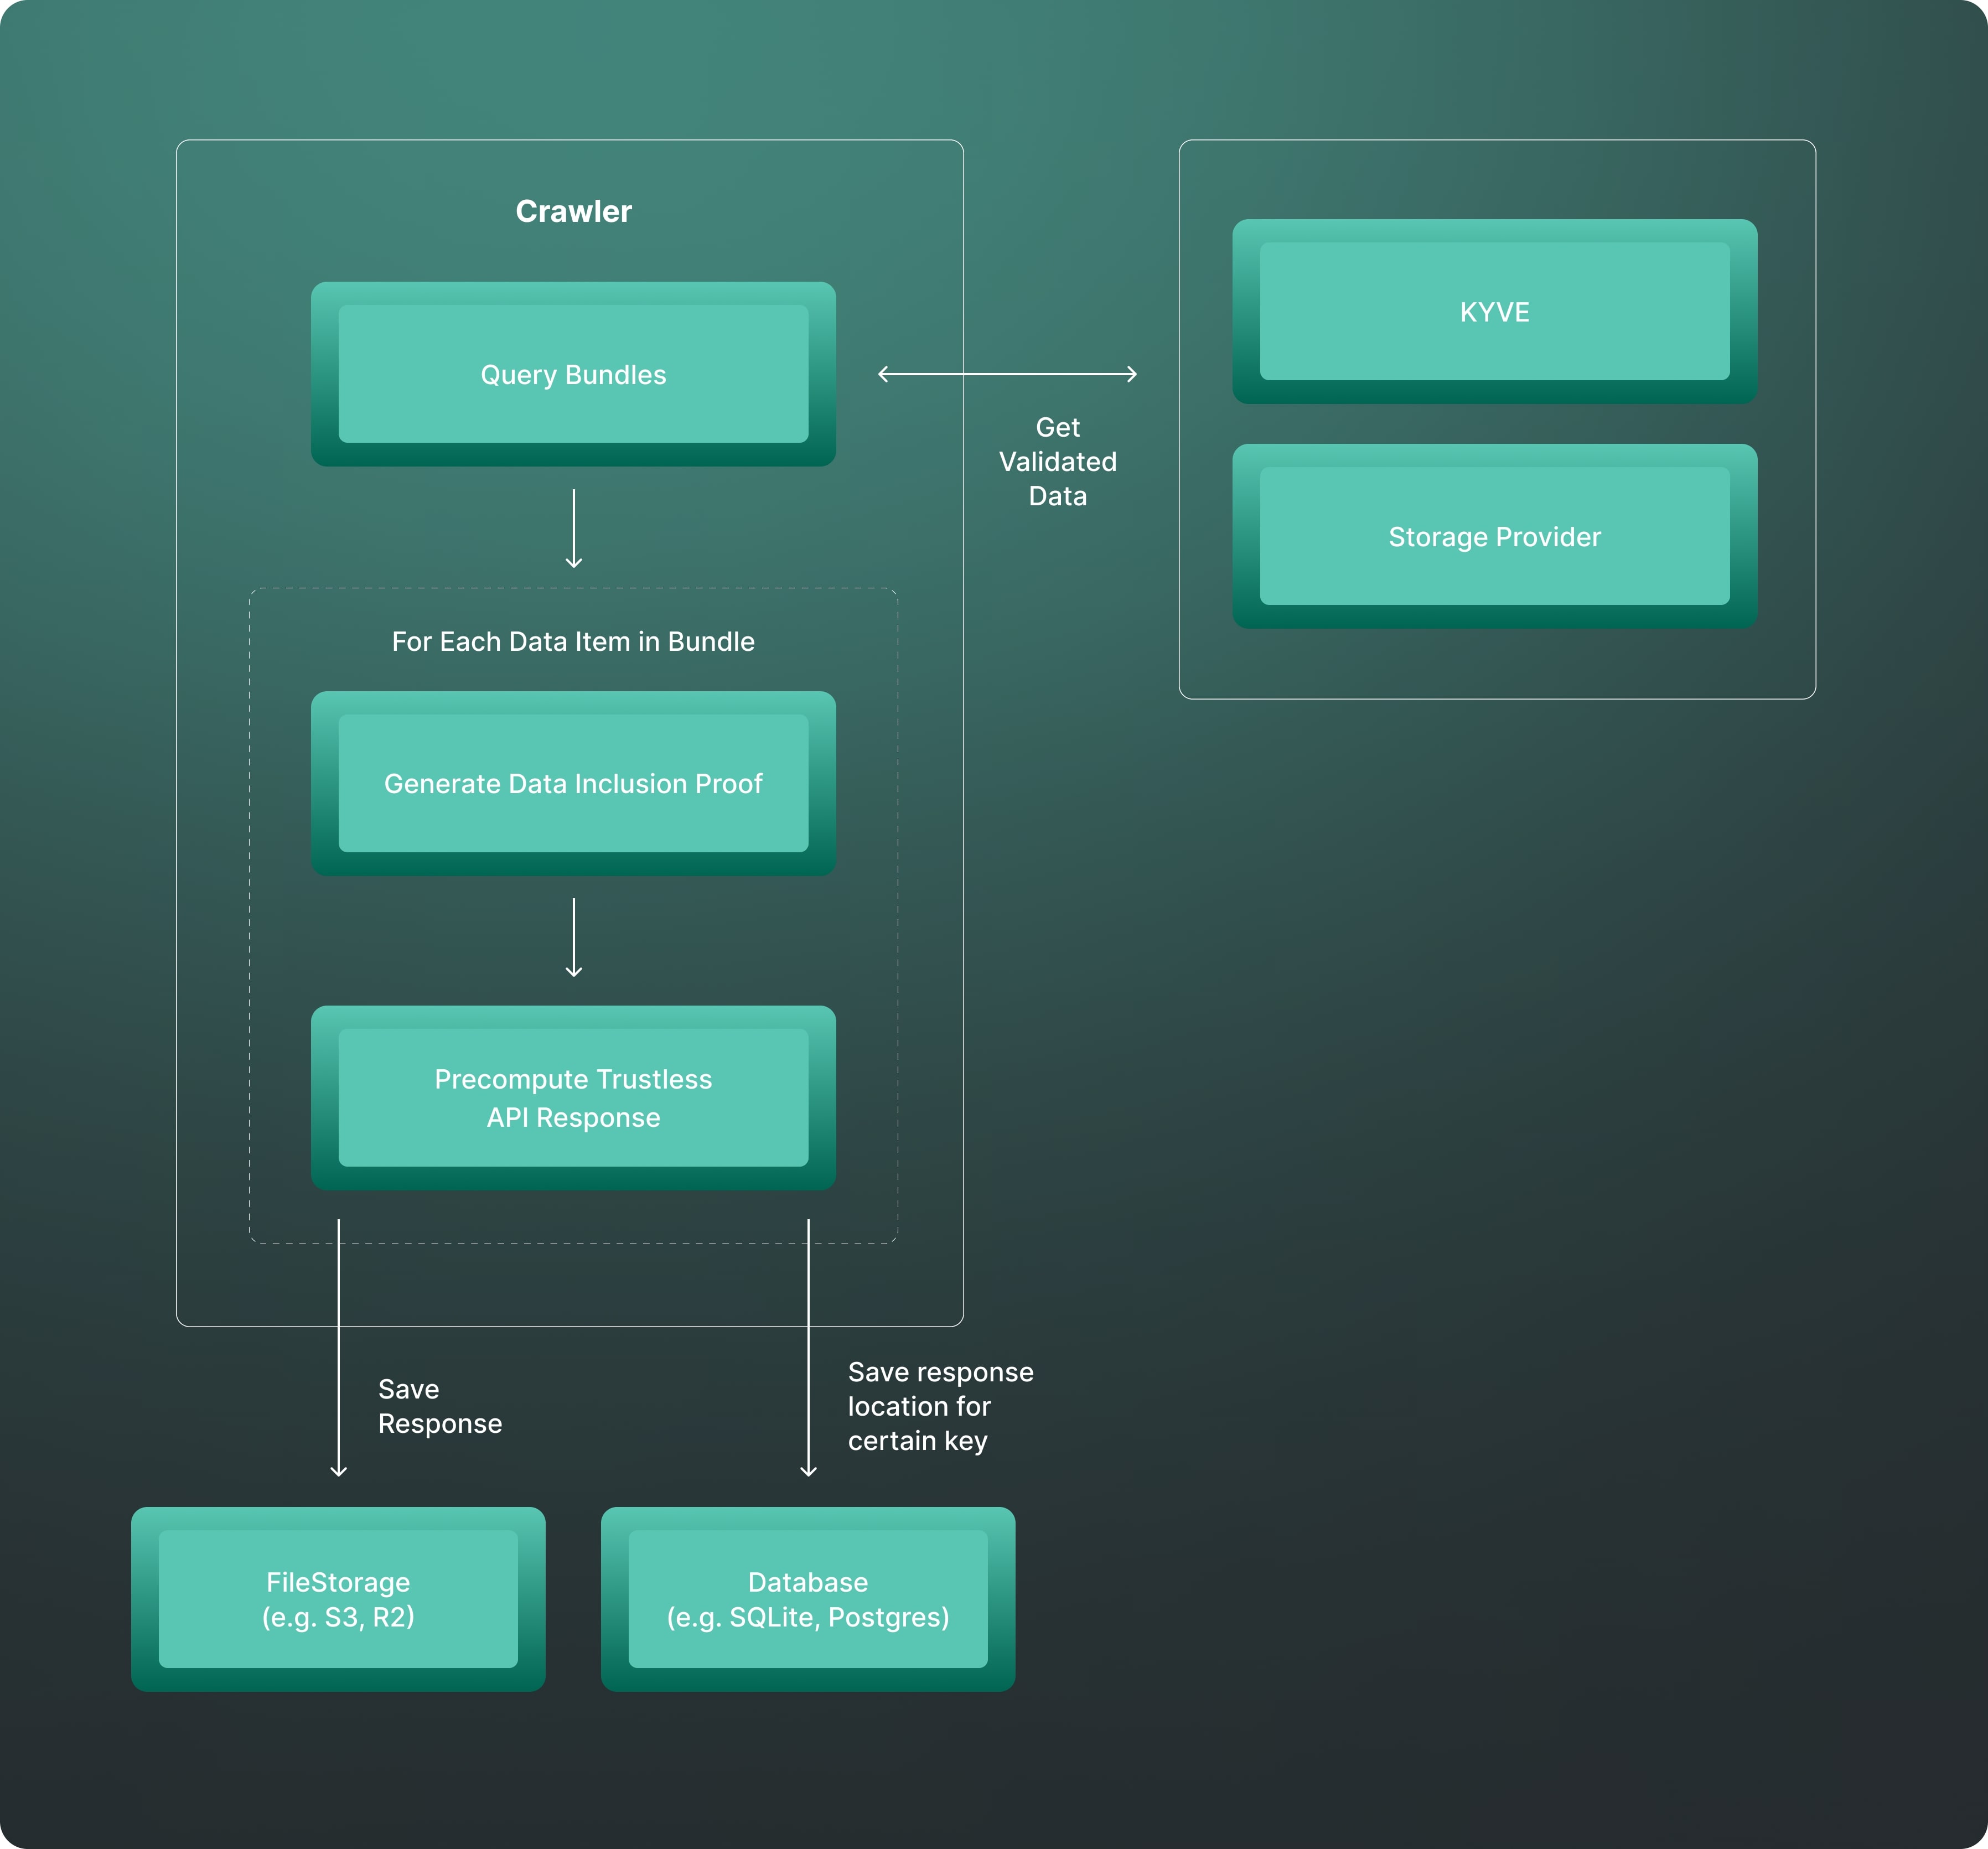 Crawler
Query Bundles
Get
Validated
Data
KYVE
Storage Provider
For Each Data Item in Bundle
Generate Data Inclusion Proof
Precompute Trustless
API Response
Save
Response
Save response
location for
certain key
FileStorage
(e.g. S3, R2)
Database
(e.g. SQLite, Postgres)